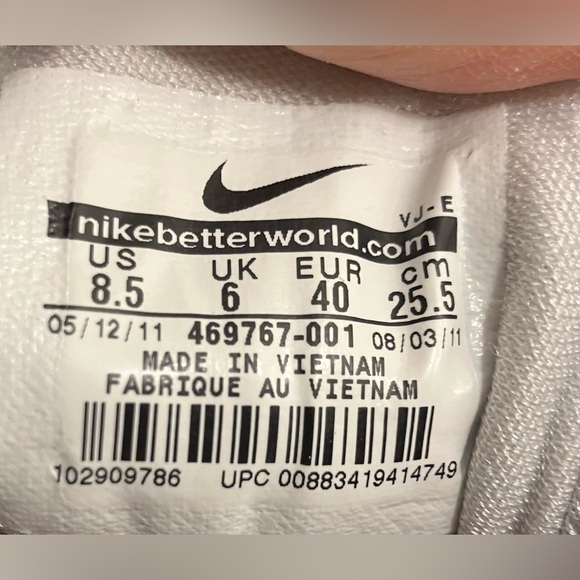 VJ-E
nikebetterworld.com
US UK EUR cm
8.5 6 40 25.5
05/12/11 469767-001 08/03/11
MADE IN VIETNAM
FABRIQUE AU VIETNAM
102909786 UPC 00883419414749